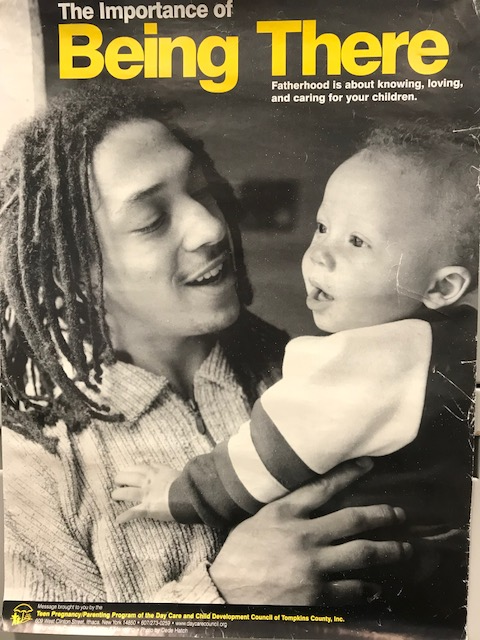 The Importance of
Being There
Fatherhood is about knowing, loving,
and caring for your children.
Message brought to you by the
Teen Pregnancy/Parenting Program of the Day Care and Child Development Council of Tompkins County, Inc.
609 West Clinton Street, Ithaca, New York 14850 • 607/273-0259 • www.daycarecouncil.org
Photo by Dede Hatch